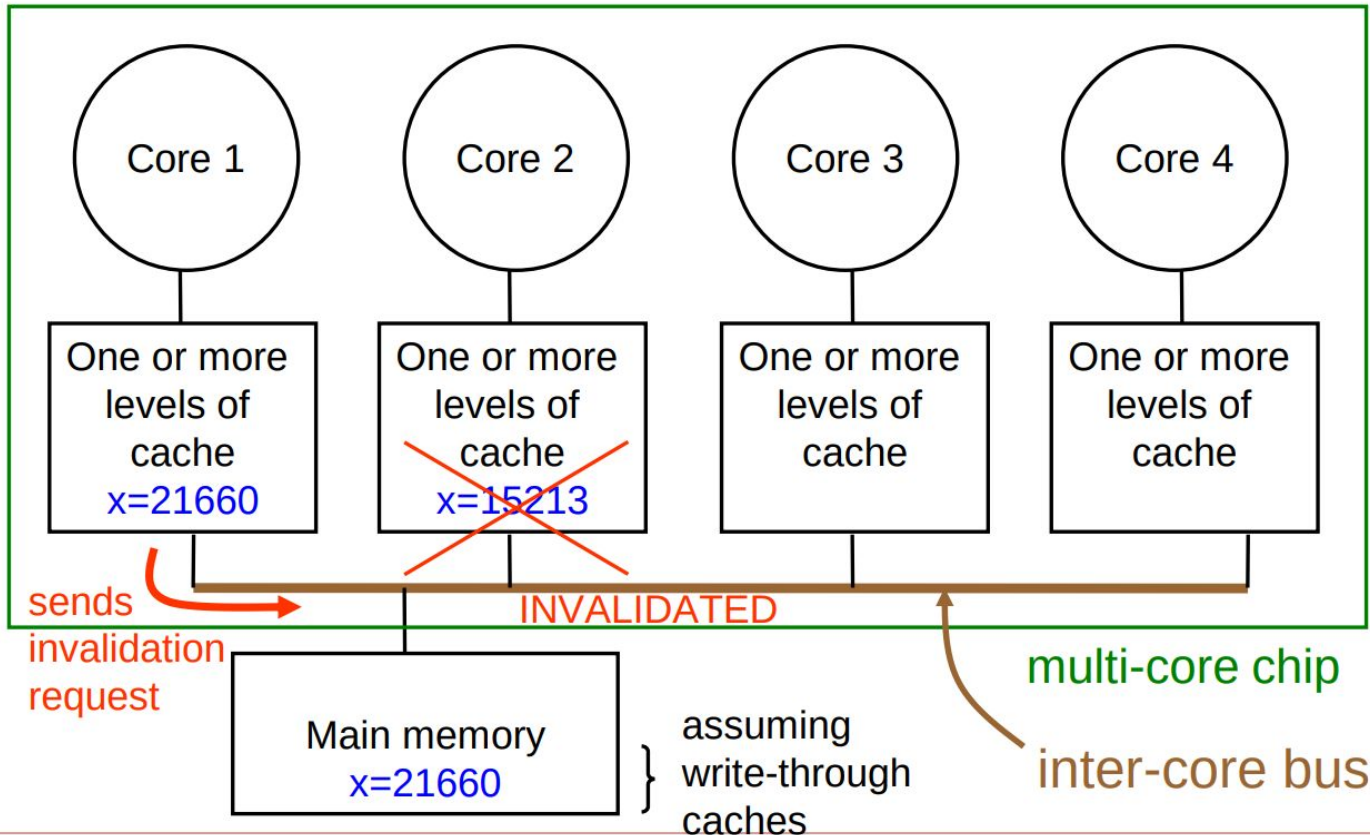 Core 1
Core 2
Core 3
Core 4
One or more
levels of
cache
x=21660
One or more
levels of
cache
x=15213
One or more
levels of
cache
One or more
levels of
cache
sends
invalidation
request
INVALIDATED
multi-core chip
inter-core bus
Main memory
x=21660
assuming
write-through
caches